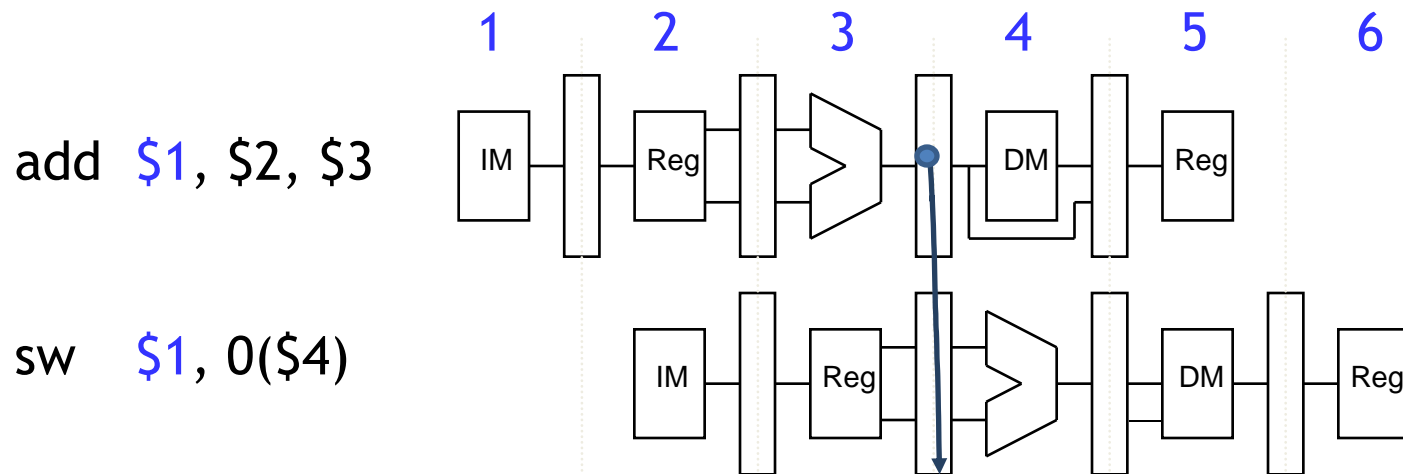 1 2 3 4 5 6
add $1, $2, $3 IM Reg DM Reg
sw $1, 0($4) IM Reg DM Reg